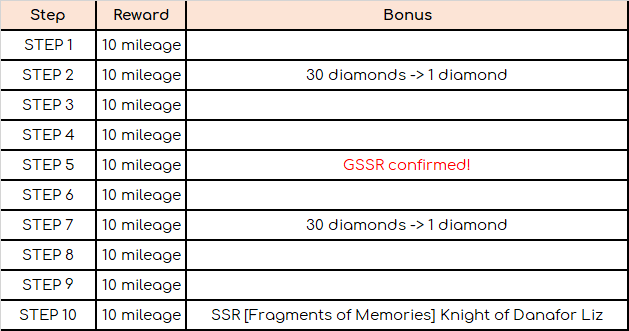 Step Reward Bonus
STEP 1 10 mileage
STEP 2 10 mileage 30 diamonds -> 1 diamond
STEP 3 10 mileage
STEP 4 10 mileage
STEP 5 10 mileage GSSR confirmed!
STEP 6 10 mileage
STEP 7 10 mileage 30 diamonds -> 1 diamond
STEP 8 10 mileage
STEP 9 10 mileage
STEP 10 10 mileage SSR [Fragments of Memories] Knight of Danafor Liz